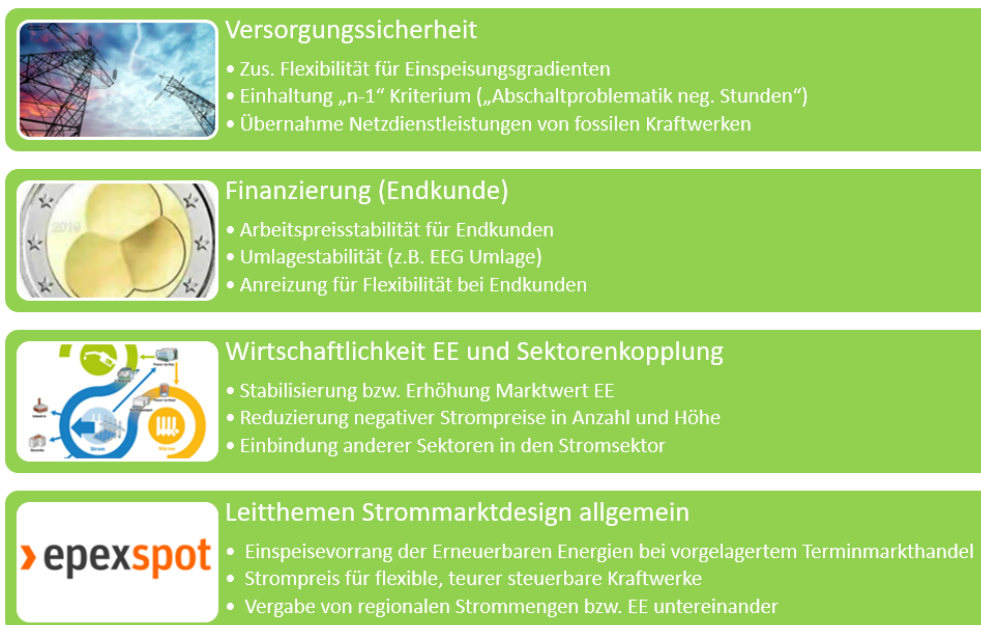 Versorgungssicherheit
• Zus. Flexibilität für Einspeisungsgradienten
• Einhaltung „n-1“ Kriterium („Abschaltproblematik neg. Stunden“)
• Übernahme Netzdienstleistungen von fossilen Kraftwerken
2019
Finanzierung (Endkunde)
• Arbeitspreisstabilität für Endkunden
• Umlagestabilität (z.B. EEG Umlage)
• Anreizung für Flexibilität bei Endkunden
Strom
Wärme
Wirtschaftlichkeit EE und Sektorenkopplung
• Stabilisierung bzw. Erhöhung Marktwert EE
• Reduzierung negativer Strompreise in Anzahl und Höhe
• Einbindung anderer Sektoren in den Stromsektor
epexspot
Leitthemen Strommarktdesign allgemein
• Einspeisevorrang der Erneuerbaren Energien bei vorgelagertem Terminmarkthandel
• Strompreis für flexible, teurer steuerbare Kraftwerke
• Vergabe von regionalen Strommengen bzw. EE untereinander